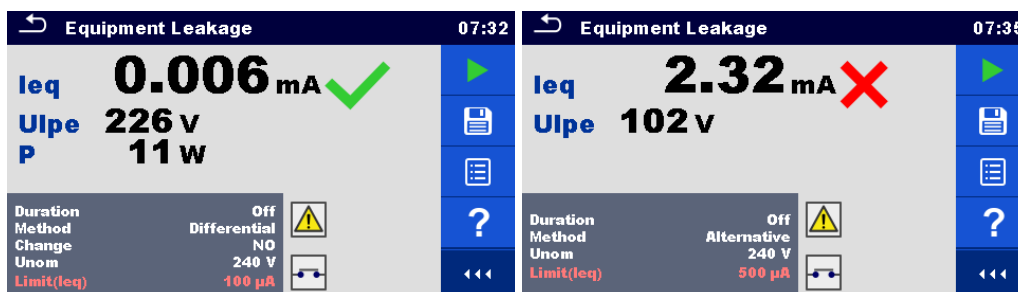 Equipment Leakage 07:32
Ieq 0.006 mA
Ulpe 226 V
P 11 W
Duration Off
Method Differential
Change NO
Unom 240 V
Limit(Ieq) 100 µA
?
Equipment Leakage 07:35
Ieq 2.32 mA
Ulpe 102 V
Duration Off
Method Alternative
Unom 240 V
Limit(Ieq) 500 µA
?